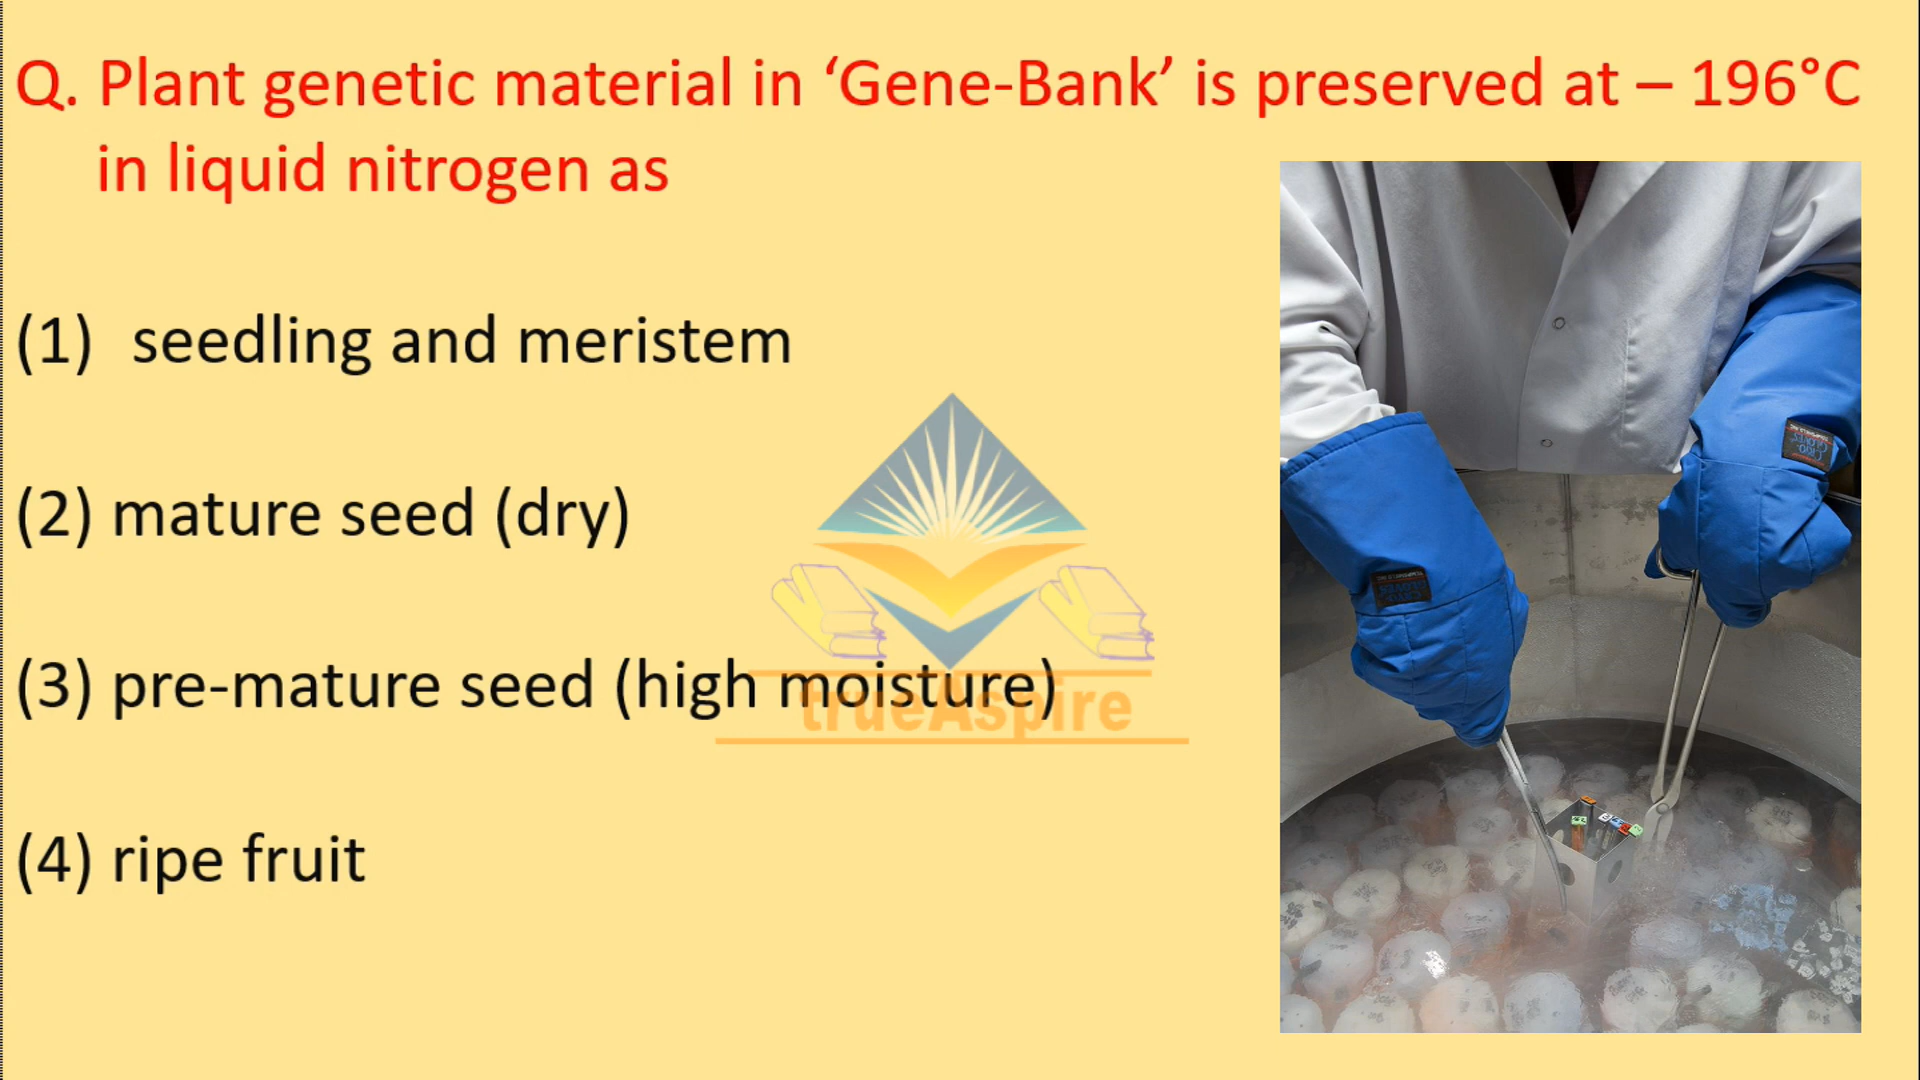 Q. Plant genetic material in ‘Gene-Bank’ is preserved at – 196°C
in liquid nitrogen as
(1) seedling and meristem
(2) mature seed (dry)
(3) pre-mature seed (high moisture)
trueAspire
(4) ripe fruit